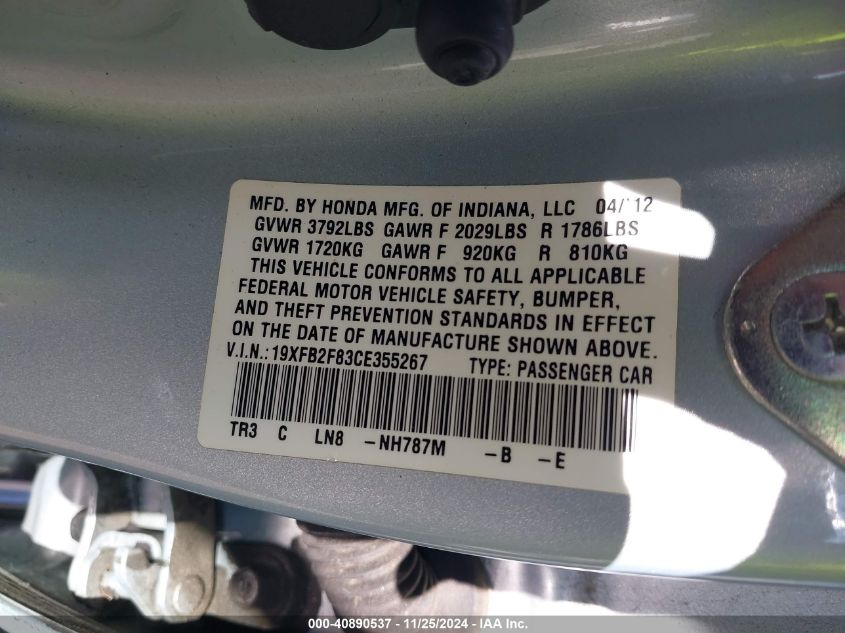 MFD. BY HONDA MFG. OF INDIANA, LLC 04/12
GVWR 3792LBS GAWR F 2029LBS R 1786LBS
GVWR 1720KG GAWR F 920KG R 810KG
THIS VEHICLE CONFORMS TO ALL APPLICABLE
FEDERAL MOTOR VEHICLE SAFETY, BUMPER,
AND THEFT PREVENTION STANDARDS IN EFFECT
ON THE DATE OF MANUFACTURE SHOWN ABOVE.
V.I.N.: 19XFB2F83CE355267 TYPE: PASSENGER CAR
TR3 C LN8 -NH787M -B -E
000-40890537 - 11/25/2024 - IAA Inc.